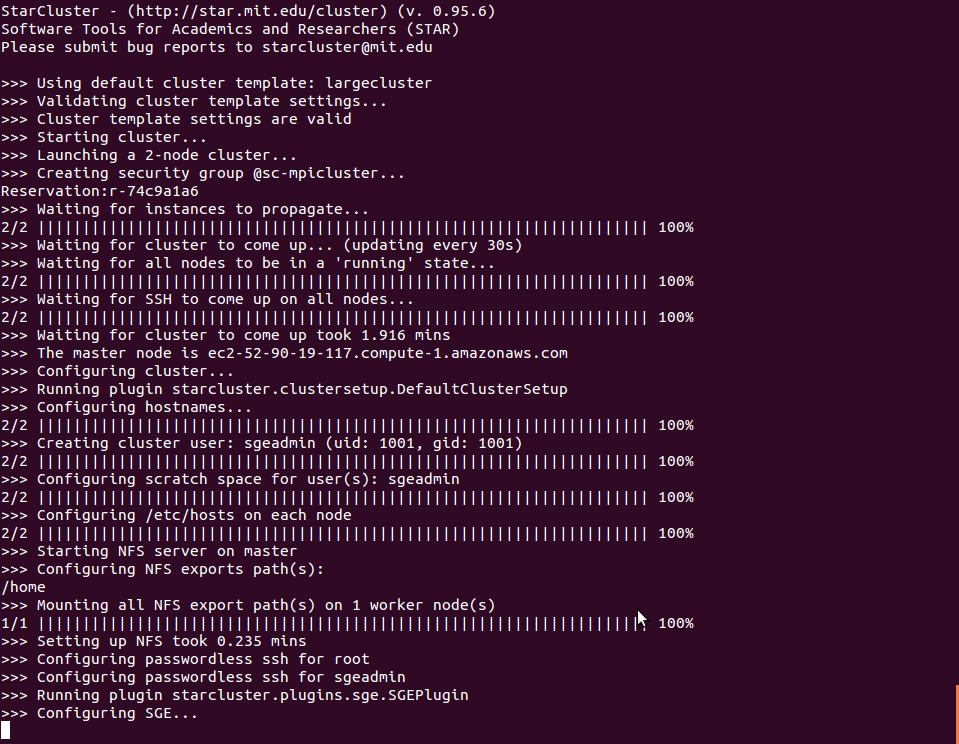 StarCluster - (http://star.mit.edu/cluster) (v. 0.95.6)
Software Tools for Academics and Researchers (STAR)
Please submit bug reports to starcluster@mit.edu
>>> Using default cluster template: largecluster
>>> Validating cluster template settings...
>>> Cluster template settings are valid
>>> Starting cluster...
>>> Launching a 2-node cluster...
>>> Creating security group @sc-mpicluster...
Reservation:r-74c9a1a6
>>> Waiting for instances to propagate...
2/2 |||||||||||||||||||||||||||||||||||||||||||||||||||||||||||||||||||| 100%
>>> Waiting for cluster to come up... (updating every 30s)
>>> Waiting for all nodes to be in a 'running' state...
2/2 |||||||||||||||||||||||||||||||||||||||||||||||||||||||||||||||||||| 100%
>>> Waiting for SSH to come up on all nodes...
2/2 |||||||||||||||||||||||||||||||||||||||||||||||||||||||||||||||||||| 100%
>>> Waiting for cluster to come up took 1.916 mins
>>> The master node is ec2-52-90-19-117.compute-1.amazonaws.com
>>> Configuring cluster...
>>> Running plugin starcluster.clustersetup.DefaultClusterSetup
>>> Configuring hostnames...
2/2 |||||||||||||||||||||||||||||||||||||||||||||||||||||||||||||||||||| 100%
>>> Creating cluster user: sgeadmin (uid: 1001, gid: 1001)
2/2 |||||||||||||||||||||||||||||||||||||||||||||||||||||||||||||||||||| 100%
>>> Configuring scratch space for user(s): sgeadmin
2/2 |||||||||||||||||||||||||||||||||||||||||||||||||||||||||||||||||||| 100%
>>> Configuring /etc/hosts on each node
2/2 |||||||||||||||||||||||||||||||||||||||||||||||||||||||||||||||||||| 100%
>>> Starting NFS server on master
>>> Configuring NFS exports path(s):
/home
>>> Mounting all NFS export path(s) on 1 worker node(s)
1/1 |||||||||||||||||||||||||||||||||||||||||||||||||||||||||||||||||||| 100%
>>> Setting up NFS took 0.235 mins
>>> Configuring passwordless ssh for root
>>> Configuring passwordless ssh for sgeadmin
>>> Running plugin starcluster.plugins.sge.SGEPlugin
>>> Configuring SGE...